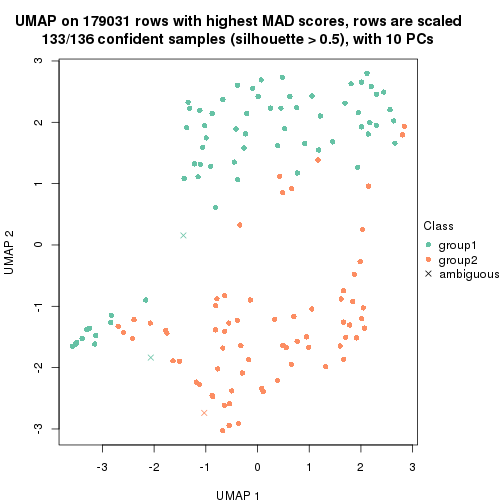 UMAP on 179031 rows with highest MAD scores, rows are scaled
133/136 confident samples (silhouette > 0.5), with 10 PCs
3
2
1
0
-1
-2
-3
UMAP 2
-3
-2
-1
0
1
2
3
UMAP 1
Class
group1
group2
ambiguous